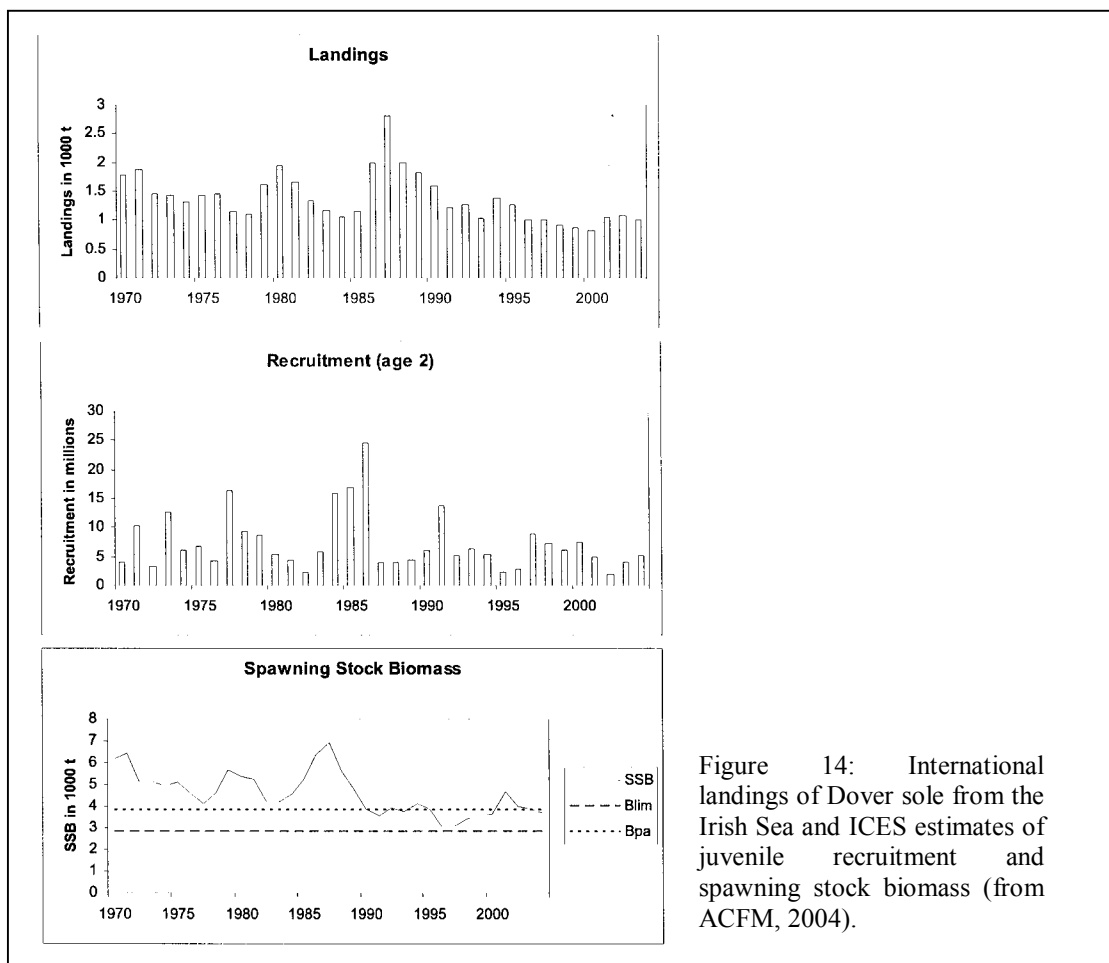 Landings
Landings in 1000 t
3
2.5
2
1.5
1
0.5
0
1970 1975 1980 1985 1990 1995 2000
Recruitment (age 2)
Recruitment in millions
30
25
20
15
10
5
0
1970 1975 1980 1985 1990 1995 2000
Spawning Stock Biomass
SSB in 1000 t
8
7
6
5
4
3
2
1
0
1970 1975 1980 1985 1990 1995 2000
SSB
Blim
Bpa
Figure 14: International
landings of Dover sole from the
Irish Sea and ICES estimates of
juvenile recruitment and
spawning stock biomass (from
ACFM, 2004).